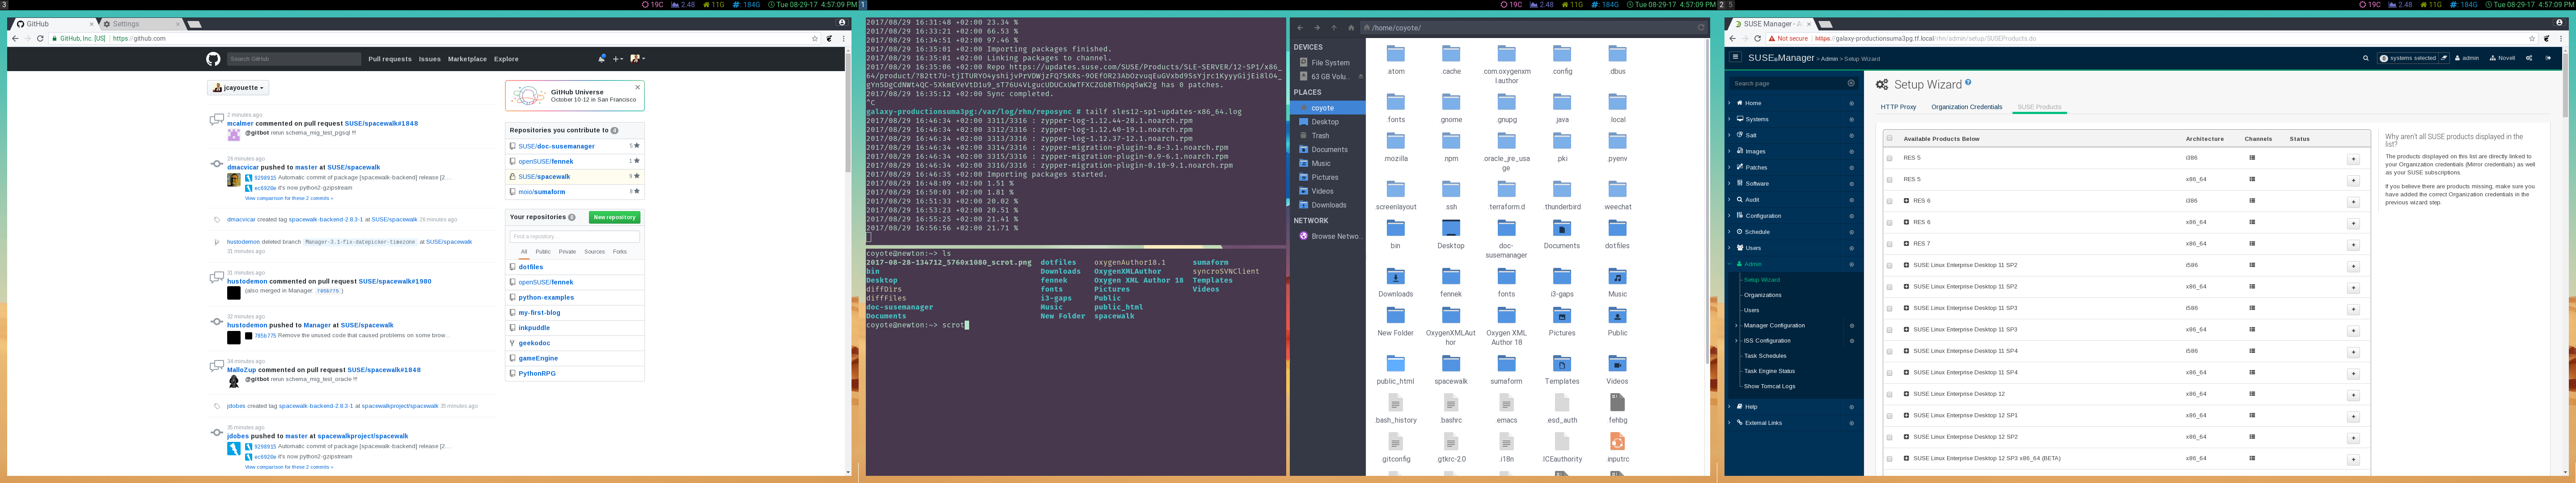 3
19C 2.48 11G : 184G Tue 08-29-17 4:57:09 PM
GitHub
Settings
GitHub, Inc. [US] https://github.com
Search GitHub
Pull requests Issues Marketplace Explore
jcayouette
2 minutes ago
mcalmer commented on pull request SUSE/spacewalk#1848
@gitbot rerun schema_mig_test_pgsql !!!
26 minutes ago
dmacvicar pushed to master at SUSE/spacewalk
9298915 Automatic commit of package [spacewalk-backend] release [2…
ec6920e it's now python2-gzipstream
View comparison for these 2 commits »
dmacvicar created tag spacewalk-backend-2.8.3-1 at SUSE/spacewalk 26 minutes ago
hustodemon deleted branch Manager-3.1-fix-datepicker-timezone at SUSE/spacewalk
31 minutes ago
31 minutes ago
hustodemon commented on pull request SUSE/spacewalk#1980
(also merged in Manager: 785b775 )
32 minutes ago
hustodemon pushed to Manager at SUSE/spacewalk
785b775 Remove the unused code that caused problems on some brow…
34 minutes ago
MalloZup commented on pull request SUSE/spacewalk#1848
@gitbot rerun schema_mig_test_oracle !!!
jdobes created tag spacewalk-backend-2.8.3-1 at spacewalkproject/spacewalk 35 minutes ago
35 minutes ago
jdobes pushed to master at spacewalkproject/spacewalk
9298915 Automatic commit of package [spacewalk-backend] release [2…
ec6920e it's now python2-gzipstream
View comparison for these 2 commits »
GitHub Universe
October 10-12 in San Francisco
Repositories you contribute to 4
SUSE/doc-susemanager 5
openSUSE/fennek 1
SUSE/spacewalk 9
moio/sumaform 8
Your repositories 8
New repository
Find a repository
All Public Private Sources Forks
dotfiles
openSUSE/fennek
python-examples
my-first-blog
inkpuddle
geekodoc
gameEngine
PythonRPG
1
19C 2.48 11G : 184G Tue 08-29-17 4:57:09 PM
2017/08/29 16:31:48 +02:00 23.34 %
2017/08/29 16:33:21 +02:00 66.53 %
2017/08/29 16:34:51 +02:00 97.46 %
2017/08/29 16:35:01 +02:00 Importing packages finished.
2017/08/29 16:35:01 +02:00 Linking packages to channel.
2017/08/29 16:35:06 +02:00 Repo https://updates.suse.com/SUSE/Products/SLE-SERVER/12-SP1/x86_
2017/08/29 16:35:12 +02:00 Sync completed.
^C
galaxy-productionsuma3pg:/var/log/rhn/reposync # tailf sles12-sp1-updates-x86_64.log
2017/08/29 16:46:34 +02:00 3311/3316 : zypper-log-1.12.44-28.1.noarch.rpm
2017/08/29 16:46:34 +02:00 3312/3316 : zypper-log-1.12.40-19.1.noarch.rpm
2017/08/29 16:46:34 +02:00 3313/3316 : zypper-log-1.12.37-12.1.noarch.rpm
2017/08/29 16:46:34 +02:00 3314/3316 : zypper-migration-plugin-0.8-3.1.noarch.rpm
2017/08/29 16:46:34 +02:00 3315/3316 : zypper-migration-plugin-0.9-6.1.noarch.rpm
2017/08/29 16:46:34 +02:00 3316/3316 : zypper-migration-plugin-0.10-9.1.noarch.rpm
2017/08/29 16:46:35 +02:00 Importing packages started.
2017/08/29 16:48:09 +02:00 1.51 %
2017/08/29 16:50:03 +02:00 1.81 %
2017/08/29 16:51:33 +02:00 20.02 %
2017/08/29 16:53:23 +02:00 20.51 %
2017/08/29 16:55:25 +02:00 21.41 %
2017/08/29 16:56:56 +02:00 21.71 %
coyote@newton:~> ls
2017-08-28-134712_5760x1080_scrot.png dotfiles oxygenAuthor18.1 sumaform
bin Downloads OxygenXMLAuthor syncroSVNClient
Desktop fennek Oxygen XML Author 18 Templates
diffDirs fonts Pictures Videos
diffFiles i3-gaps Public
doc-susemanager Music public_html
Documents New Folder spacewalk
coyote@newton:~> scrot
/home/coyote/
DEVICES
File System
63 GB Volu...
PLACES
coyote
Desktop
Trash
Documents
Music
Pictures
Videos
Downloads
NETWORK
Browse Netwo...
.atom .cache com.oxygenxml.author .config .dbus
.fonts .gnome .gnupg .java .local
.mozilla .npm .oracle_jre_usage .pki .pyenv
.screenlayout .ssh .terraform.d .thunderbird .weechat
bin Desktop doc-susemanager Documents dotfiles
Downloads fennek fonts i3-gaps Music
New Folder OxygenXMLAuthor Oxygen XML Author 18 Pictures Public
public_html spacewalk sumaform Templates Videos
.bash_history .bashrc .emacs .esd_auth .fehbg
.gitconfig .gtkrc-2.0 .i18n .ICEauthority .inputrc
2 5
19C 2.48 11G : 184G Tue 08-29-17 4:57:09 PM
SUSE Manager - A
Not secure https://galaxy-productionsuma3pg.tf.local/rhn/admin/setup/SUSEProducts.do
SUSE Manager > Admin > Setup Wizard
0 systems selected admin Novell
Search page
Home
Systems
Salt
Images
Patches
Software
Audit
Configuration
Schedule
Users
Admin
Setup Wizard
Organizations
Users
Manager Configuration
ISS Configuration
Task Schedules
Task Engine Status
Show Tomcat Logs
Help
External Links
Setup Wizard
HTTP Proxy Organization Credentials SUSE Products
Available Products Below Architecture Channels Status
RES 5 i386
RES 5 x86_64
RES 6 i386
RES 6 x86_64
RES 7 x86_64
SUSE Linux Enterprise Desktop 11 SP2 i586
SUSE Linux Enterprise Desktop 11 SP2 x86_64
SUSE Linux Enterprise Desktop 11 SP3 i586
SUSE Linux Enterprise Desktop 11 SP3 x86_64
SUSE Linux Enterprise Desktop 11 SP4 i586
SUSE Linux Enterprise Desktop 11 SP4 x86_64
SUSE Linux Enterprise Desktop 12 x86_64
SUSE Linux Enterprise Desktop 12 SP1 x86_64
SUSE Linux Enterprise Desktop 12 SP2 x86_64
SUSE Linux Enterprise Desktop 12 SP3 x86_64 (BETA) x86_64
Why aren't all SUSE products displayed in the
list?
The products displayed on this list are directly linked to
your Organization credentials (Mirror credentials) as well
as your SUSE subscriptions.
If you believe there are products missing, make sure you
have added the correct Organization credentials in the
previous wizard step.